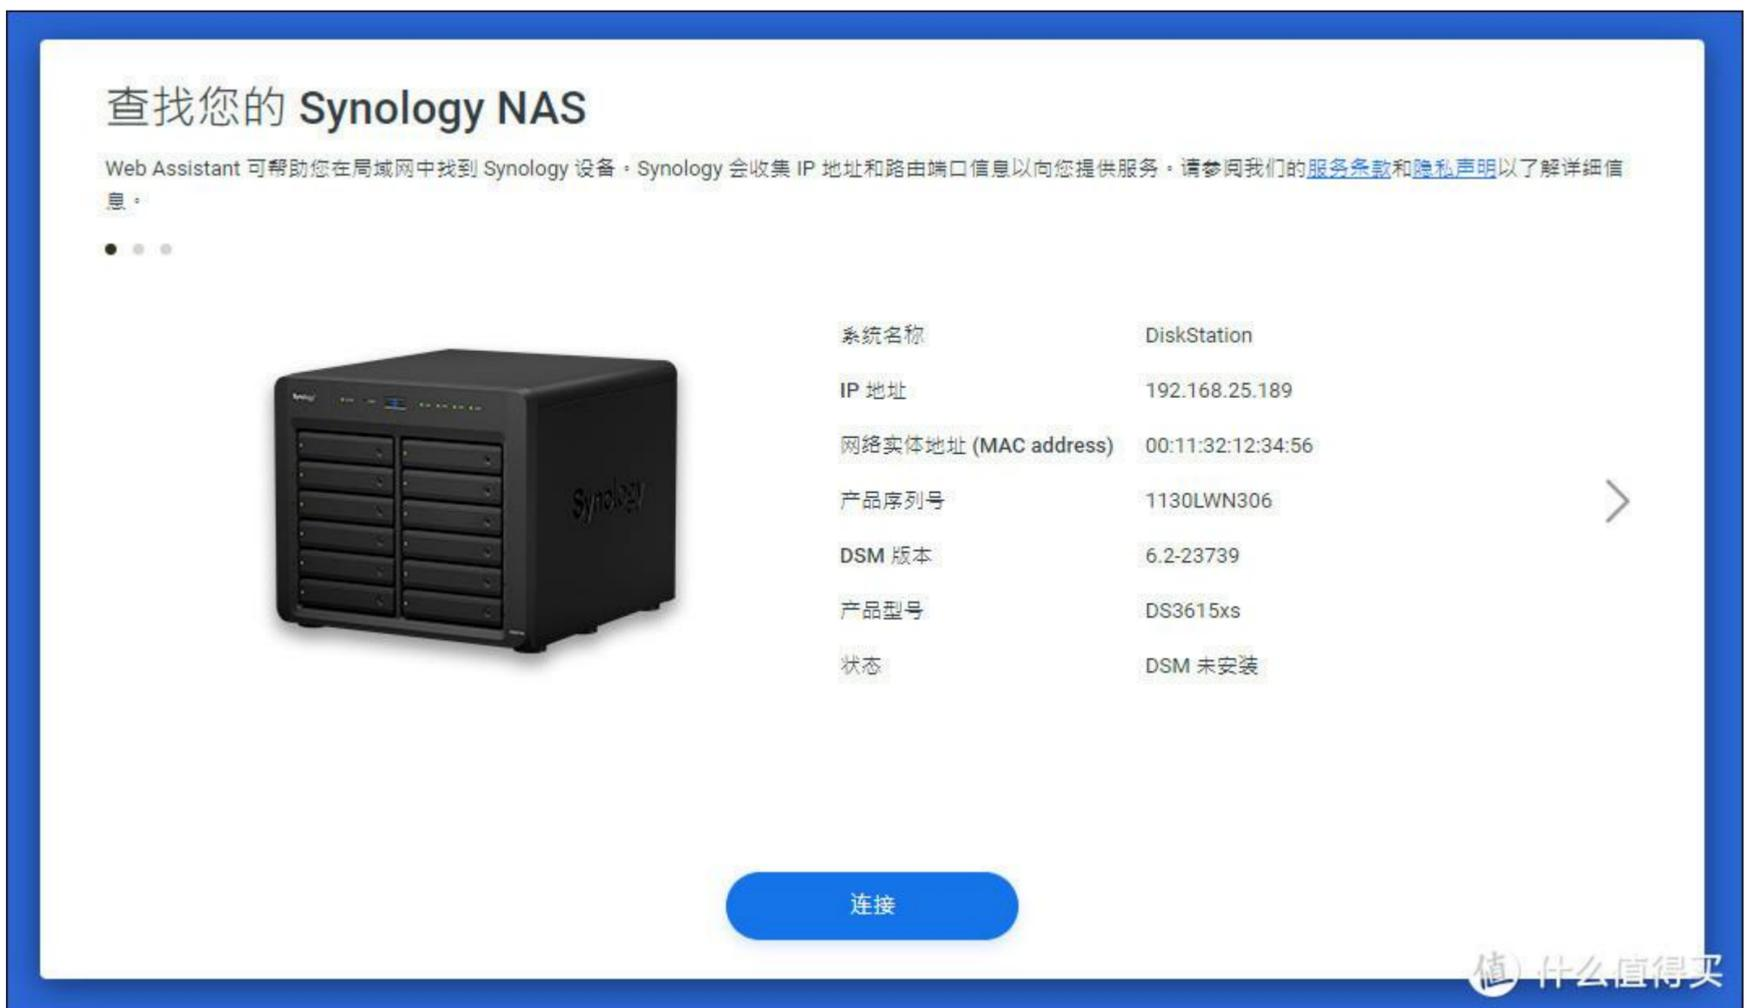 查找您的 Synology NAS
Web Assistant 可帮助您在局域网中找到 Synology 设备。Synology 会收集 IP 地址和路由端口信息以向您提供服务。请参阅我们的服务条款和隐私声明以了解详细信
息。
系统名称 DiskStation
IP 地址 192.168.25.189
网络实体地址 (MAC address) 00:11:32:12:34:56
产品序列号 1130LWN306
DSM 版本 6.2-23739
产品型号 DS3615xs
状态 DSM 未安装
Synology
Synology
连接
值 什么值得买